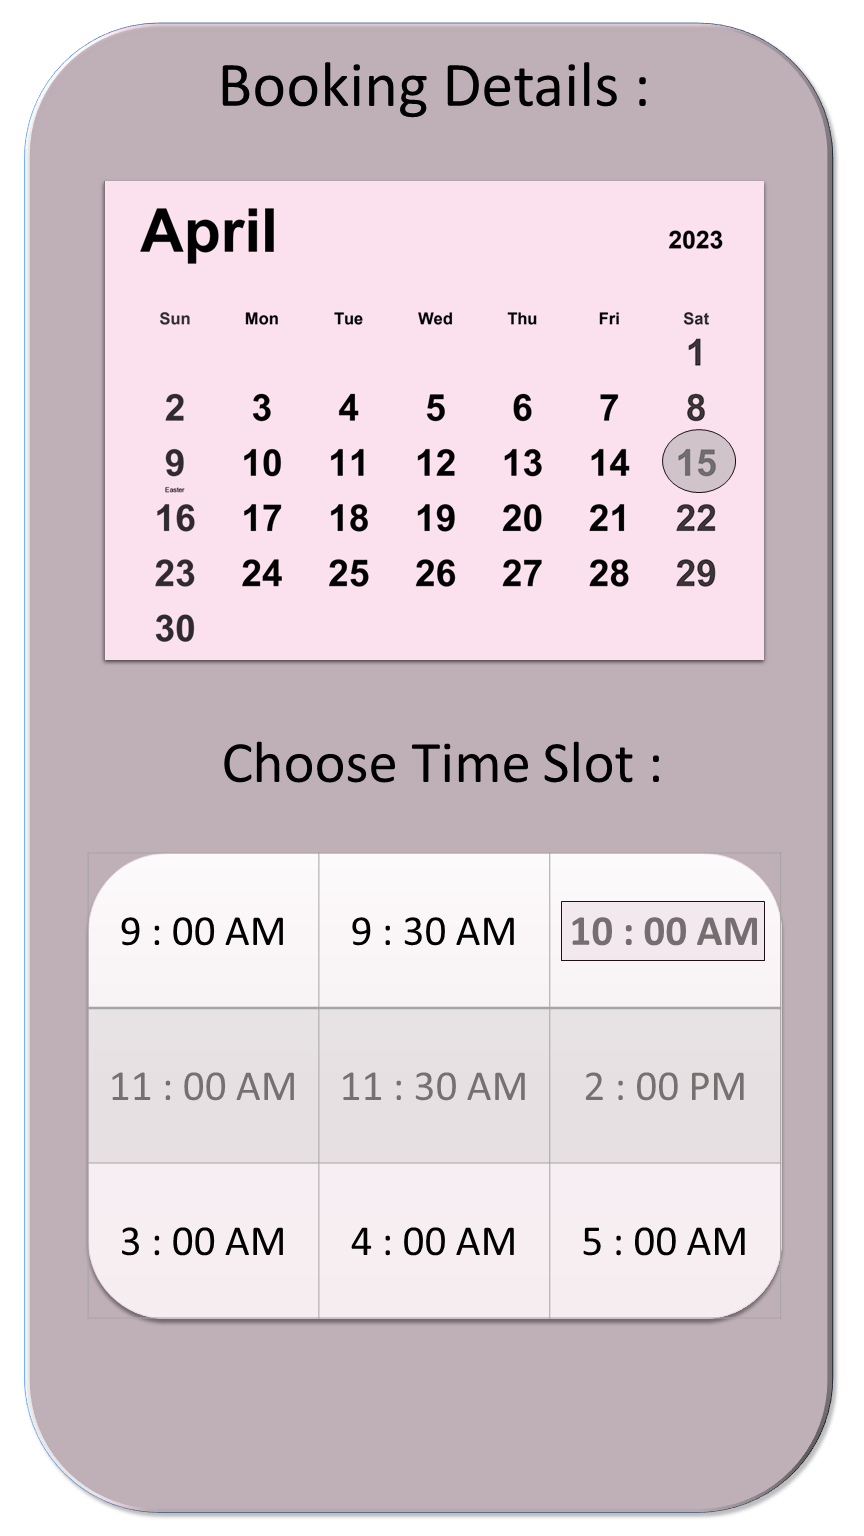 Booking Details :
April 2023
Sun Mon Tue Wed Thu Fri Sat
1
2 3 4 5 6 7 8
9 10 11 12 13 14 15
Easter
16 17 18 19 20 21 22
23 24 25 26 27 28 29
30
Choose Time Slot :
9 : 00 AM 9 : 30 AM 10 : 00 AM
11 : 00 AM 11 : 30 AM 2 : 00 PM
3 : 00 AM 4 : 00 AM 5 : 00 AM